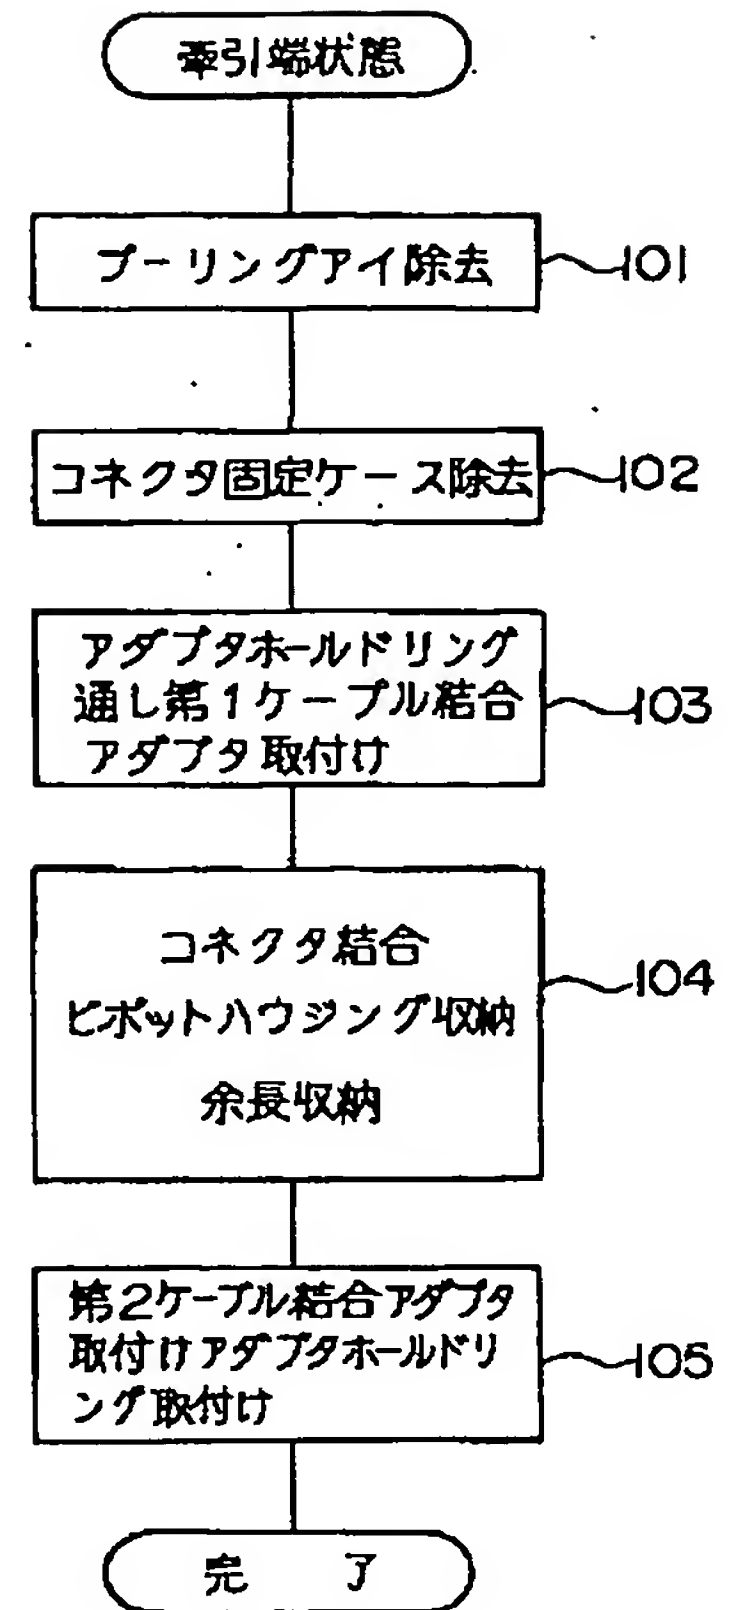 牽引端状態
プーリングアイ除去
101
コネクタ固定ケース除去
102
アダプタホールドリング
通し第1ケーブル結合
アダプタ取付け
103
コネクタ結合
ピボットハウジング収納
余長収納
104
第2ケーブル結合アダプタ
取付けアダプタホールドリ
ング取付け
105
完 了